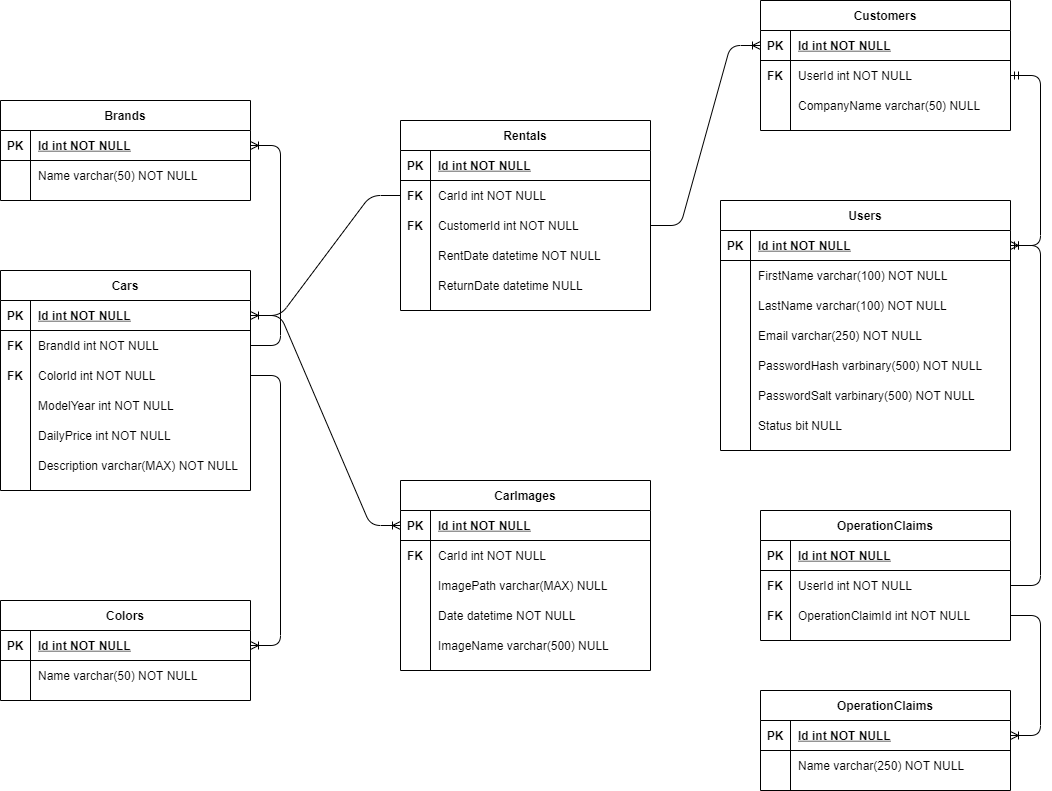 Customers
PK Id int NOT NULL
FK UserId int NOT NULL
CompanyName varchar(50) NULL
Brands
PK Id int NOT NULL
Name varchar(50) NOT NULL
Rentals
PK Id int NOT NULL
FK CarId int NOT NULL
FK CustomerId int NOT NULL
RentDate datetime NOT NULL
ReturnDate datetime NULL
Users
PK Id int NOT NULL
FirstName varchar(100) NOT NULL
LastName varchar(100) NOT NULL
Email varchar(250) NOT NULL
PasswordHash varbinary(500) NOT NULL
PasswordSalt varbinary(500) NOT NULL
Status bit NULL
Cars
PK Id int NOT NULL
FK BrandId int NOT NULL
FK ColorId int NOT NULL
ModelYear int NOT NULL
DailyPrice int NOT NULL
Description varchar(MAX) NOT NULL
CarImages
PK Id int NOT NULL
FK CarId int NOT NULL
ImagePath varchar(MAX) NULL
Date datetime NOT NULL
ImageName varchar(500) NULL
OperationClaims
PK Id int NOT NULL
FK UserId int NOT NULL
FK OperationClaimId int NOT NULL
Colors
PK Id int NOT NULL
Name varchar(50) NOT NULL
OperationClaims
PK Id int NOT NULL
Name varchar(250) NOT NULL